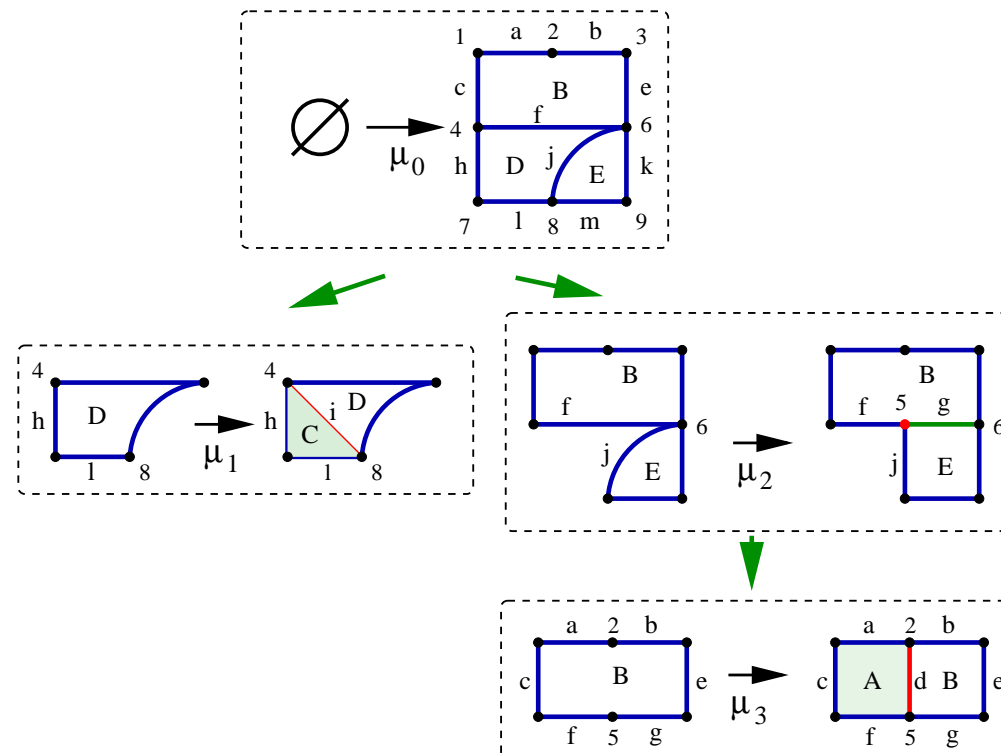 1 a 2 b 3
c B e
∅ f
4 6
μ0
h D j E k
7 l 8 m 9
4 4
h D h i D
C
μ1
l 8 l 8
B B
f f 5 g
6 6
j E μ2 j E
a 2 b a 2 b
c B e c A d B e
μ3
f 5 g f 5 g